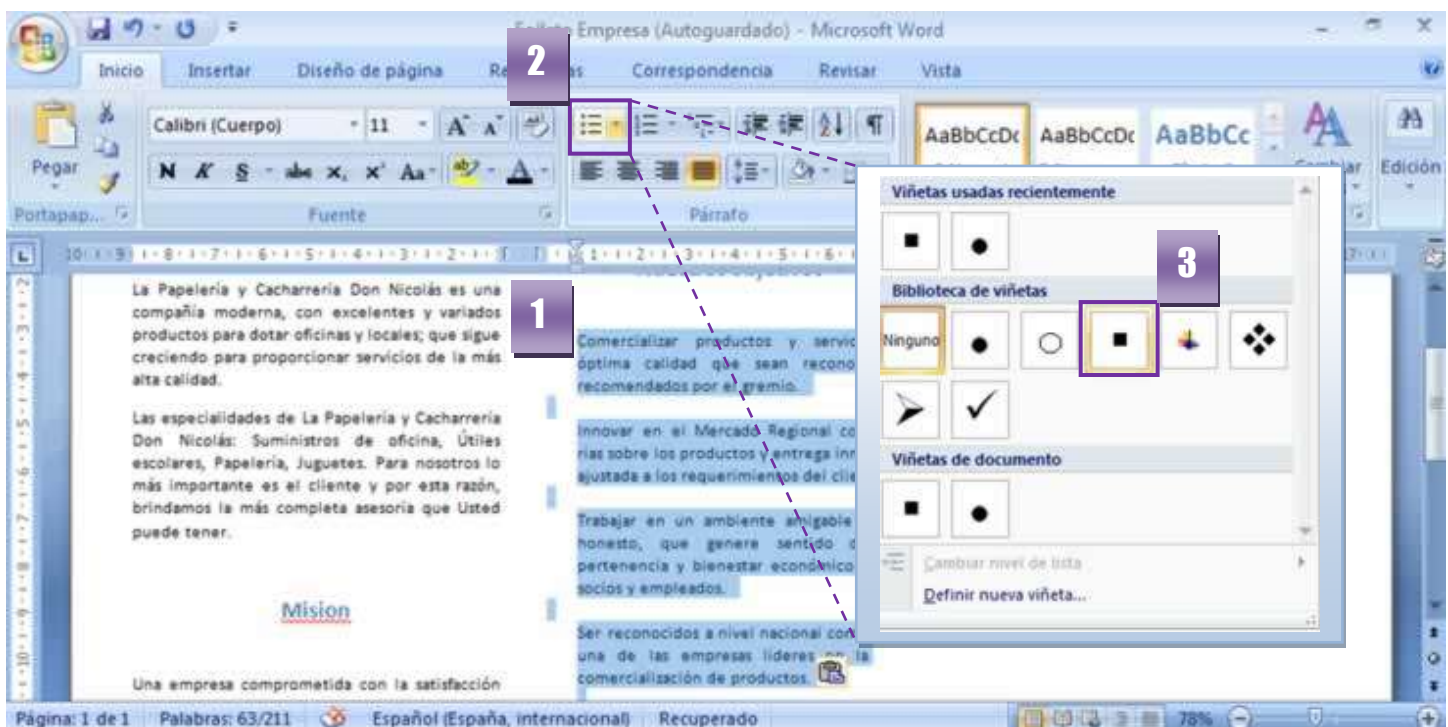 Empresa (Autoguardado) - Microsoft Word
2
Inicio Insertar Diseño de página Correspondencia Revisar Vista
Calibri (Cuerpo) 11
AaBbCcDc AaBbCcDc AaBbCc
Pegar
N K S abc x, x' Aa A
Edición
Portapap... Fuente Párrafo
Viñetas usadas recientemente
3
Biblioteca de viñetas
Ninguno
Viñetas de documento
Cambiar nivel de lista
Definir nueva viñeta...
1
La Papelería y Cacharrería Don Nicolás es una
compañía moderna, con excelentes y variados
productos para dotar oficinas y locales; que sigue
creciendo para proporcionar servicios de la más
alta calidad.
Las especialidades de La Papelería y Cacharrería
Don Nicolás: Suministros de oficina, Útiles
escolares, Papelería, Juguetes. Para nosotros lo
más importante es el cliente y por esta razón,
brindamos la más completa asesoría que Usted
puede tener.
Mision
Una empresa comprometida con la satisfacción
Comercializar productos y servic
óptima calidad que sean recono
recomendados por el gremio.
Innovar en el Mercado Regional co
rias sobre los productos y entrega inn
ajustada a los requerimientos del clie
Trabajar en un ambiente amigable
honesto, que genere sentido d
pertenencia y bienestar económico
socios y empleados.
Ser reconocidos a nivel nacional com
una de las empresas líderes en la
comercialización de productos.
Página: 1 de 1 Palabras: 63/211 Español (España, internacional) Recuperado 78%